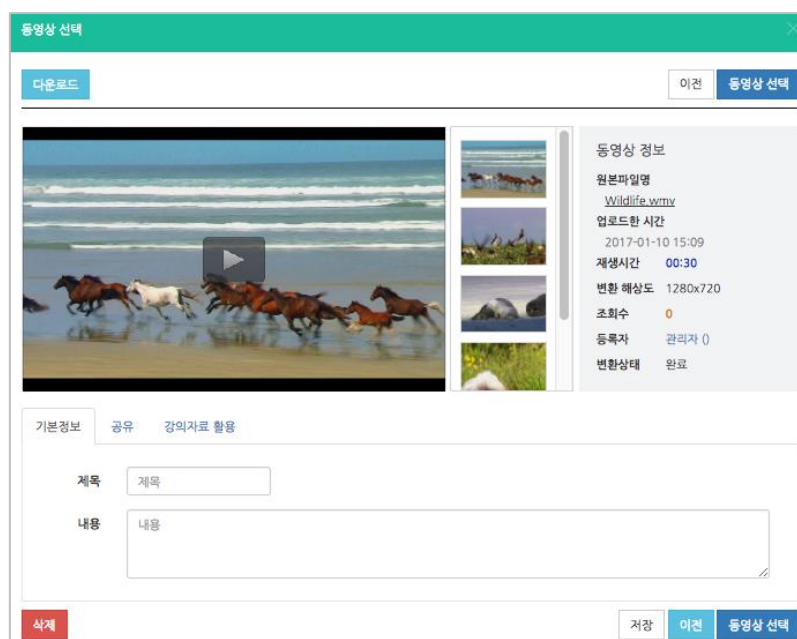 동영상 선택
다운로드
이전
동영상 선택
동영상 정보
원본파일명
Wildlife.wmv
업로드한 시간
2017-01-10 15:09
재생시간 00:30
변환 해상도 1280x720
조회수 0
등록자 관리자 ()
변환상태 완료
기본정보 공유 강의자료 활용
제목 제목
내용 내용
삭제
저장
이전
동영상 선택